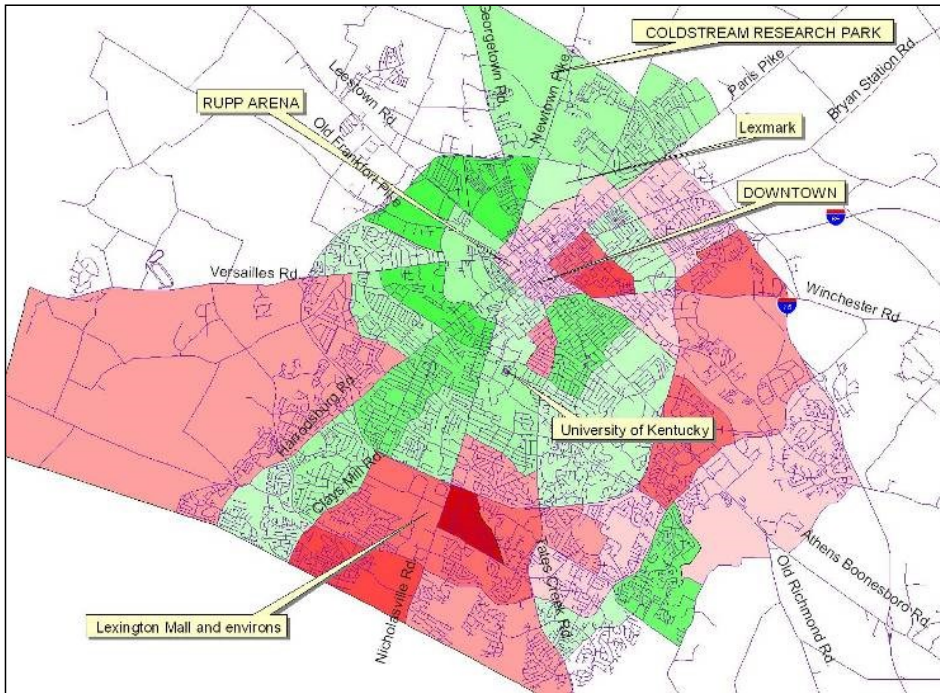 COLDSTREAM RESEARCH PARK
Georgetown Rd.
Newtown Pike
Paris Pike
Bryan Station Rd
Leestown Rd.
RUPP ARENA
Old Frankfort Pike
Lexmark
DOWNTOWN
Versailles Rd.
Winchester Rd
Harrodsburg Rd.
University of Kentucky
Clays Mill Rd.
Tates Creek Rd.
Athens Boonesboro Rd.
Old Richmond Rd
Nicholasville Rd.
Lexington Mall and environs